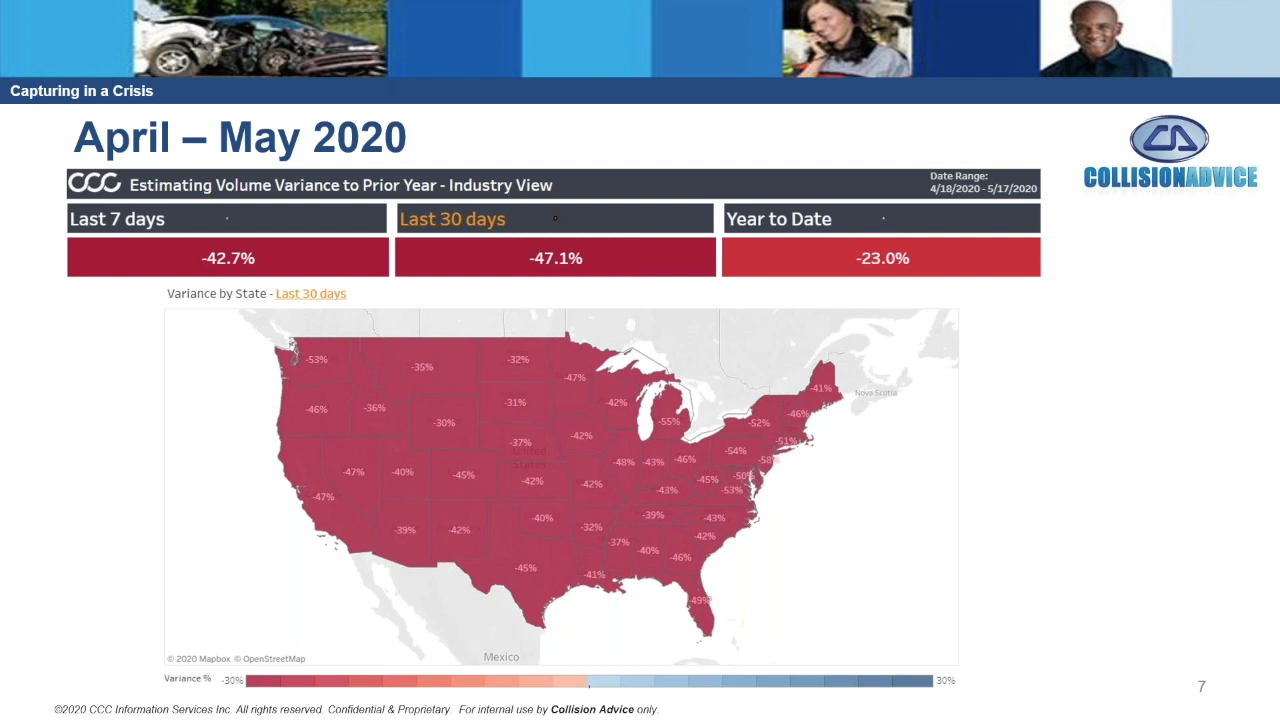 Capturing in a Crisis
April – May 2020
COLLISIONADVICE
CCC Estimating Volume Variance to Prior Year - Industry View
Date Range:
4/18/2020 - 5/17/2020
Last 7 days
Last 30 days
Year to Date
-42.7%
-47.1%
-23.0%
Variance by State - Last 30 days
-53%
-35%
-32%
-47%
-41%
Nova Scotia
-46%
-36%
-30%
-31%
-42%
-55%
-52%
-46%
-37%
United
States
-42%
-51%
-47%
-40%
-45%
-42%
-48%
-43%
-46%
-54%
-58%
-47%
-42%
-43%
-45%
-50%
-53%
-39%
-42%
-40%
-32%
-39%
-43%
-45%
-37%
-40%
-46%
-42%
-41%
-49%
Mexico
© 2020 Mapbox © OpenStreetMap
Variance % -30% 30%
7
©2020 CCC Information Services Inc. All rights reserved. Confidential & Proprietary. For internal use by Collision Advice only.